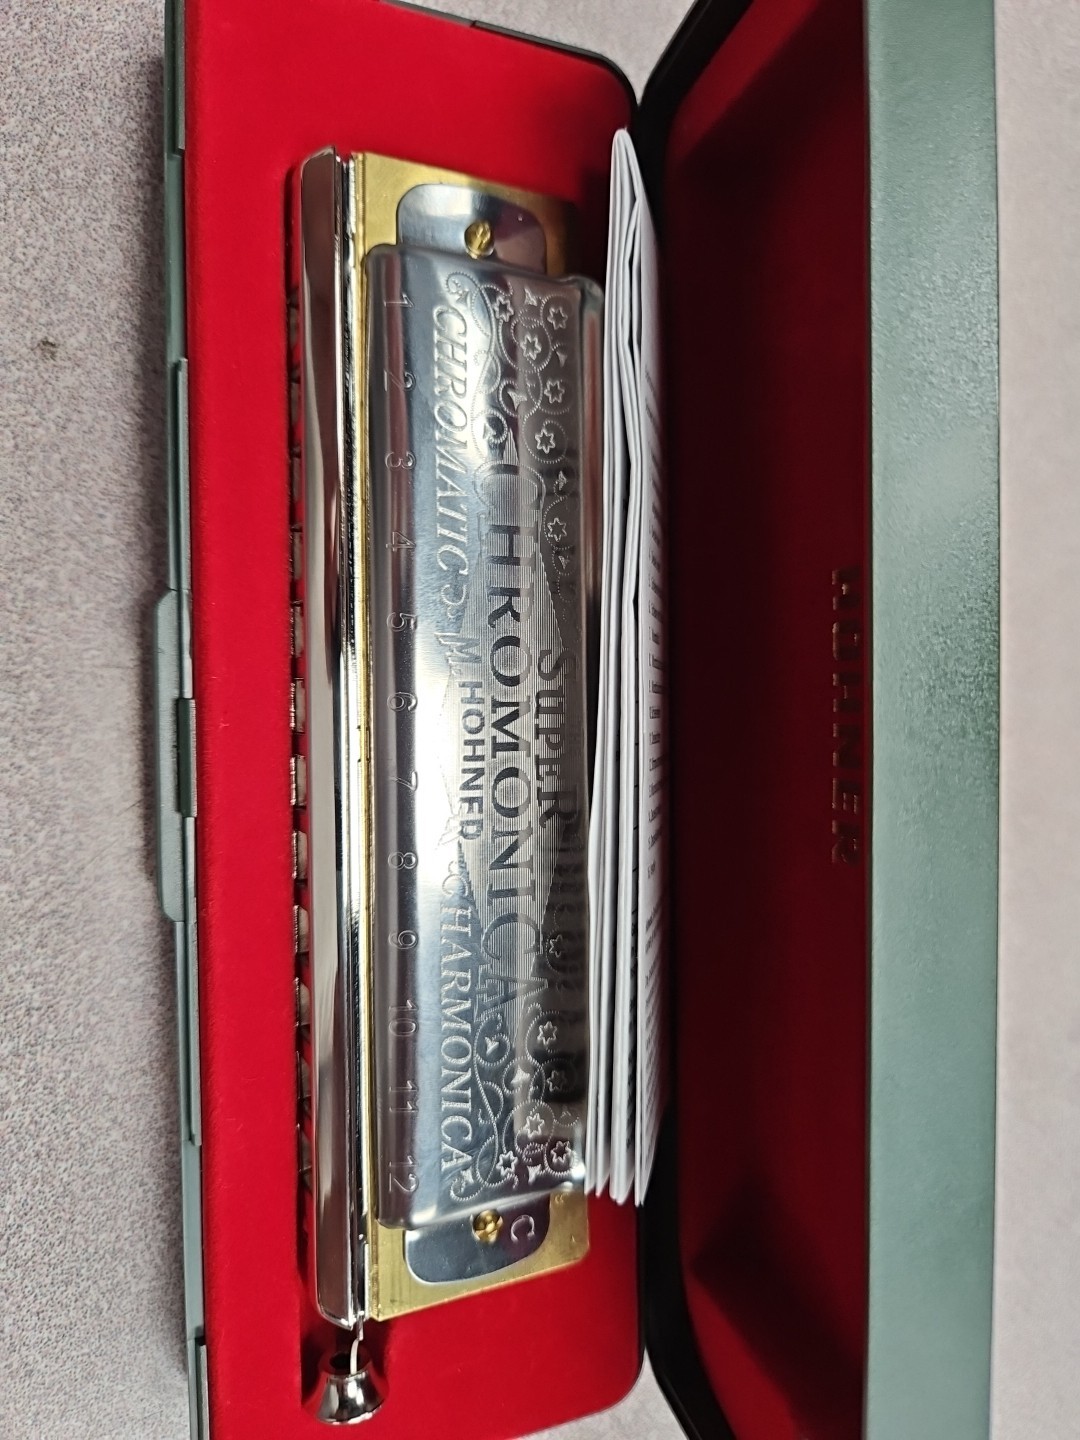 HOHNER
SUPER
CHROMONICA
M. HOHNER
CHROMATIC HARMONICA
1 2 3 4 5 6 7 8 9 10 11 12
C